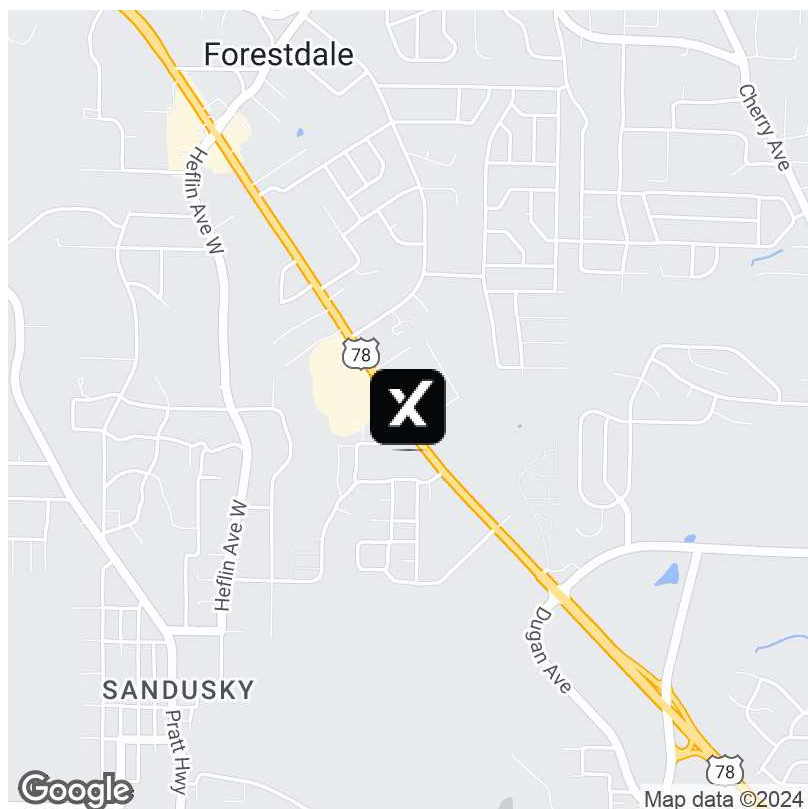 Forestdale
Cherry Ave
Heflin Ave W
78
X
Heflin Ave W
Dugan Ave
SANDUSKY
Pratt Hwy
78
Google
Map data ©2024